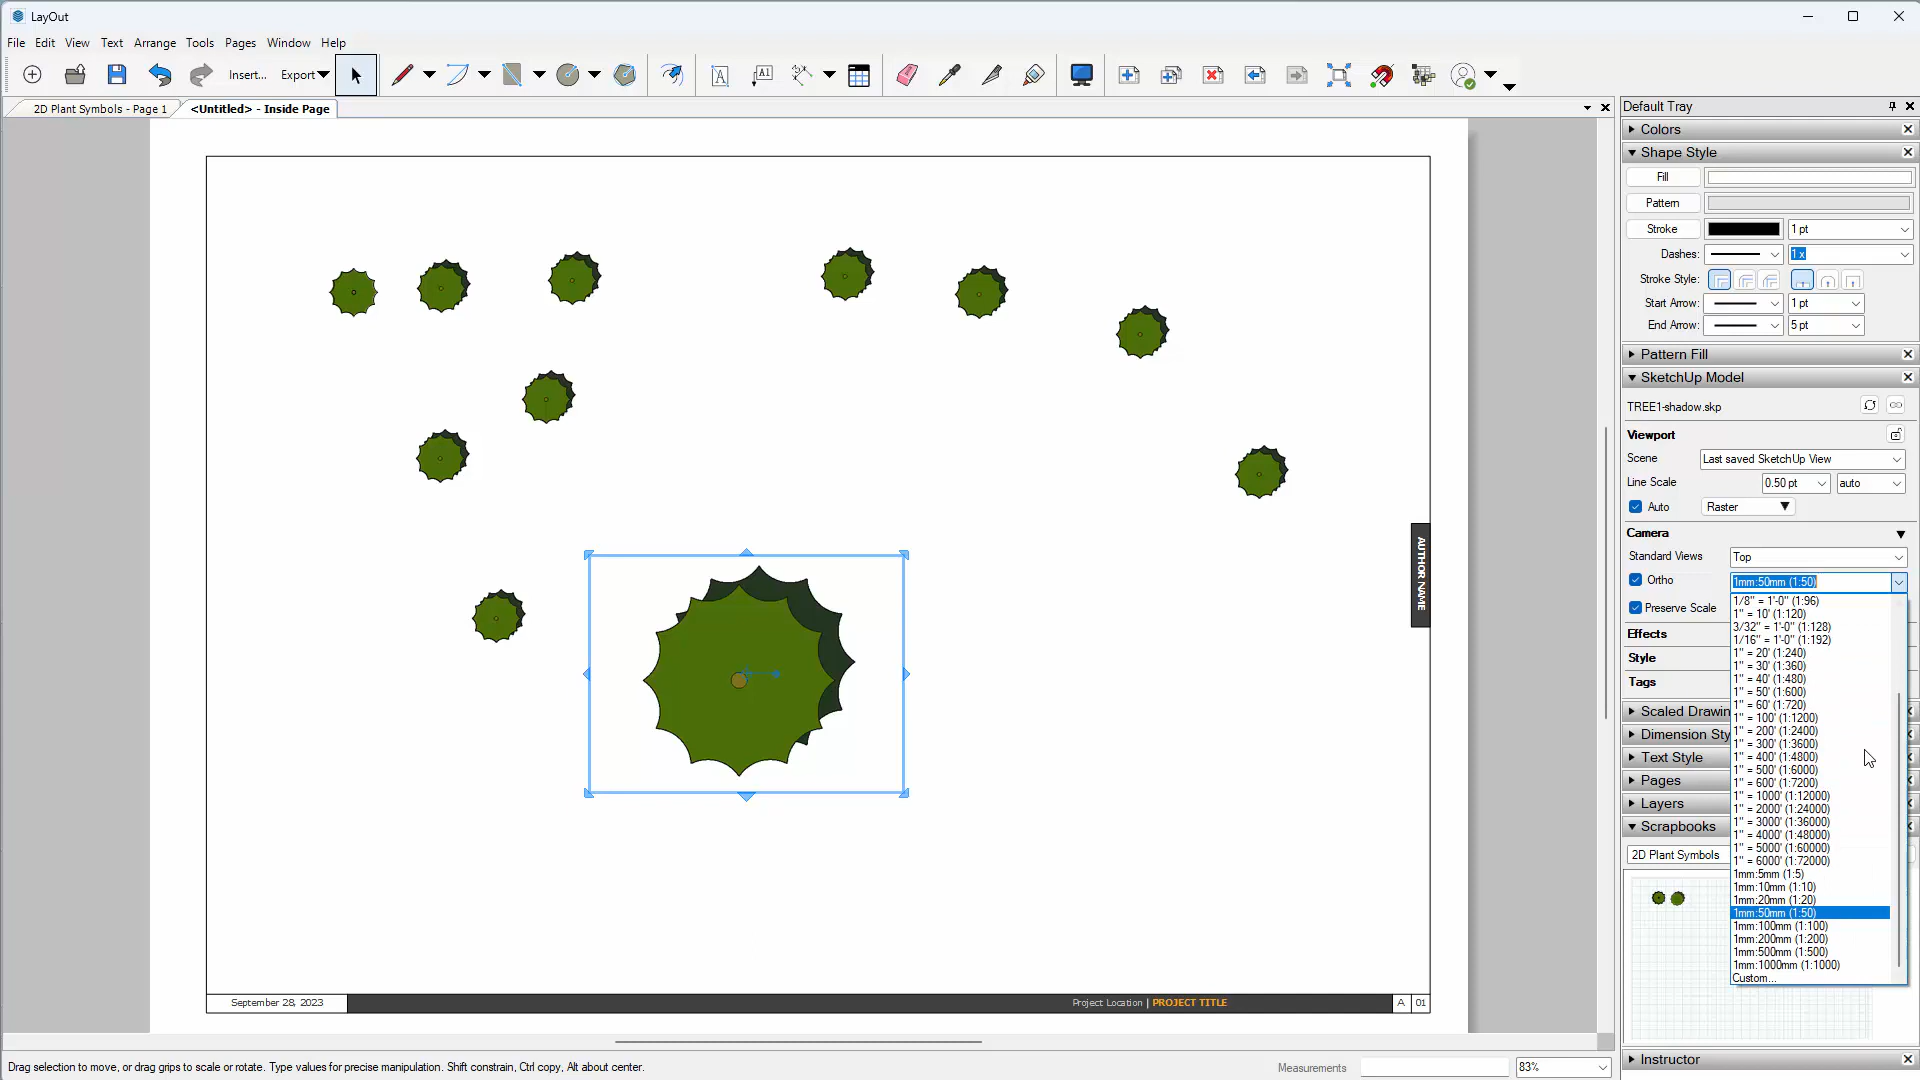 LayOut
File Edit View Text Arrange Tools Pages Window Help
Insert... Export
A1
2D Plant Symbols - Page 1
<Untitled> - Inside Page
Default Tray
Colors
Shape Style
Fill
Pattern
Stroke 1 pt
Dashes: 1 x
Stroke Style:
Start Arrow: 1 pt
End Arrow: 5 pt
Pattern Fill
SketchUp Model
TREE1-shadow.skp
Viewport
Scene Last saved SketchUp View
Line Scale 0.50 pt auto
Auto Raster
Camera
Standard Views Top
Ortho 1mm:50mm (1:50)
Preserve Scale
Effects
Style
Tags
1/8" = 1'-0" (1:96)
1" = 10' (1:120)
3/32" = 1'-0" (1:128)
1/16" = 1'-0" (1:192)
1" = 20' (1:240)
1" = 30' (1:360)
1" = 40' (1:480)
1" = 50' (1:600)
1" = 60' (1:720)
1" = 100' (1:1200)
1" = 200' (1:2400)
1" = 300' (1:3600)
1" = 400' (1:4800)
1" = 500' (1:6000)
1" = 600' (1:7200)
1" = 1000' (1:12000)
1" = 2000' (1:24000)
1" = 3000' (1:36000)
1" = 4000' (1:48000)
1" = 5000' (1:60000)
1" = 6000' (1:72000)
1mm:5mm (1:5)
1mm:10mm (1:10)
1mm:20mm (1:20)
1mm:50mm (1:50)
1mm:100mm (1:100)
1mm:200mm (1:200)
1mm:500mm (1:500)
1mm:1000mm (1:1000)
Custom...
Scaled Drawin
Dimension Sty
Text Style
Pages
Layers
Scrapbooks
2D Plant Symbols
Instructor
AUTHOR NAME
September 28, 2023
Project Location | PROJECT TITLE
A 01
Drag selection to move, or drag grips to scale or rotate. Type values for precise manipulation. Shift constrain, Ctrl copy, Alt about center.
Measurements
83%